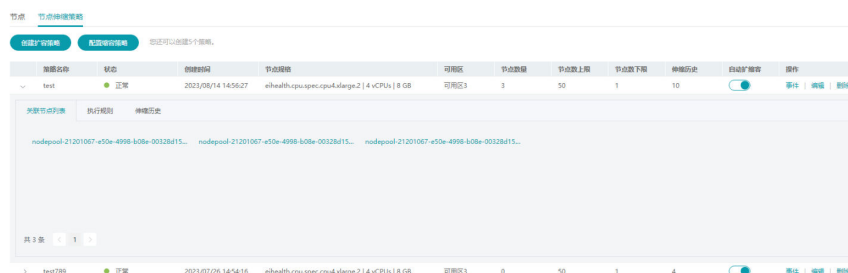 节点 节点伸缩策略
创建扩容策略 配置缩容策略 您还可以创建5个策略。
策略名称 状态 创建时间 节点规格 可用区 节点数量 节点数上限 节点数下限 伸缩历史 自动扩缩容 操作
test 正常 2023/08/14 14:56:27 eihealth.cpu.spec.cpu4.xlarge.2 | 4 vCPUs | 8 GB 可用区3 3 50 1 10 事件 | 编辑 | 删除
关联节点列表 执行规则 伸缩历史
nodepool-21201067-e50e-4998-b08e-00328d15... nodepool-21201067-e50e-4998-b08e-00328d15... nodepool-21201067-e50e-4998-b08e-00328d15...
共 3 条 < 1 >
test789 正常 2023/07/26 14:54:16 eihealth.cpu.spec.cpu4.xlarge.2 | 4 vCPUs | 8 GB 可用区3 0 50 1 4 事件 | 编辑 | 删除